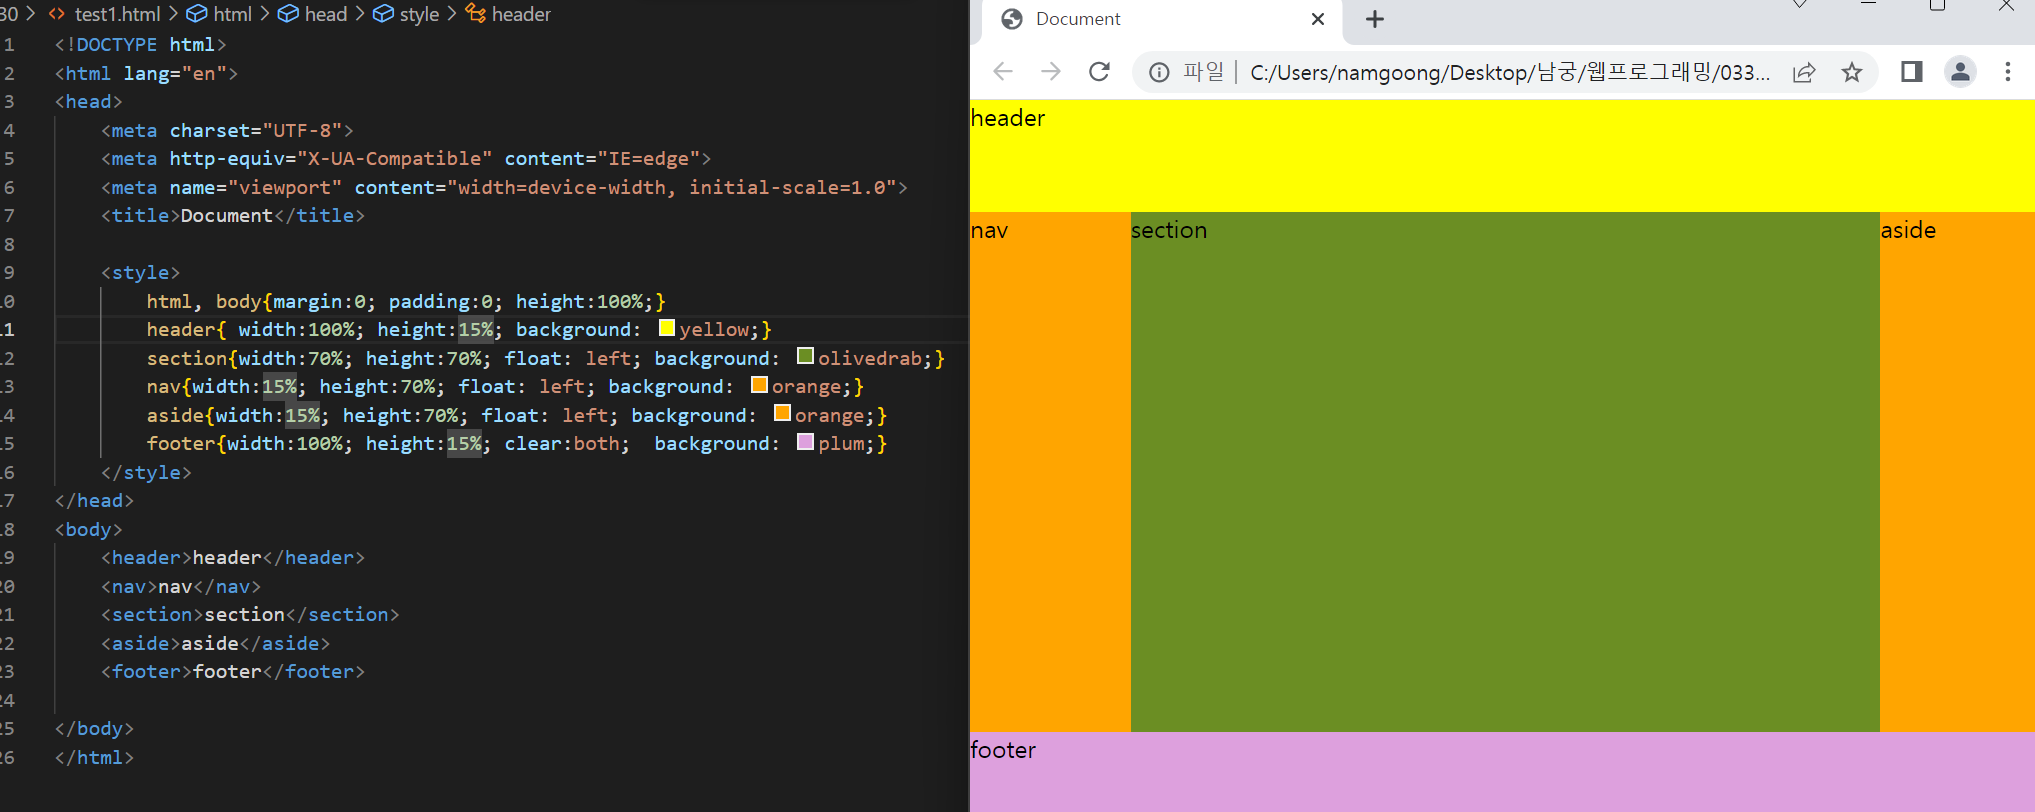 30 > <> test1.html > html > head > style > header
1 <!DOCTYPE html>
2 <html lang="en">
3 <head>
4     <meta charset="UTF-8">
5     <meta http-equiv="X-UA-Compatible" content="IE=edge">
6     <meta name="viewport" content="width=device-width, initial-scale=1.0">
7     <title>Document</title>
8
9     <style>
10         html, body{margin:0; padding:0; height:100%;}
11         header{ width:100%; height:15%; background: yellow;}
12         section{width:70%; height:70%; float: left; background: olivedrab;}
13         nav{width:15%; height:70%; float: left; background: orange;}
14         aside{width:15%; height:70%; float: left; background: orange;}
15         footer{width:100%; height:15%; clear:both;  background: plum;}
16     </style>
17 </head>
18 <body>
19     <header>header</header>
20     <nav>nav</nav>
21     <section>section</section>
22     <aside>aside</aside>
23     <footer>footer</footer>
24
25 </body>
26 </html>
Document
파일 | C:/Users/namgoong/Desktop/남궁/웹프로그래밍/033...
header
nav
section
aside
footer